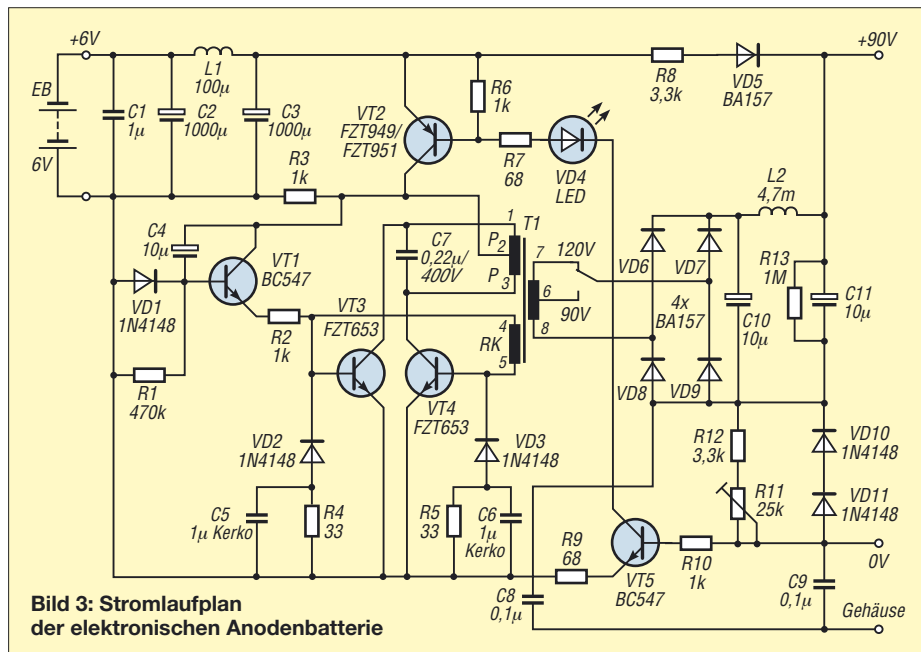 +6V
+90V
L1
100µ
R8
3,3k
VD5
BA157
EB
C1
1µ
C2
1000µ
C3
1000µ
VT2
FZT949/
FZT951
R6
1k
R7
68
VD4
LED
6V
R3
1k
L2
4,7m
C4
10µ
VT1
BC547
1
T1
P
2
P
3
C7
0,22µ/
400V
7
120V
6
90V
8
VD6
VD7
4x
BA157
R13
1M
C10
10µ
C11
10µ
VD1
1N4148
VT3
FZT653
R2
1k
4
RK
5
R1
470k
VT4
FZT653
VD8
VD9
VD2
1N4148
VD3
1N4148
R12
3,3k
VD10
1N4148
R11
25k
VD11
1N4148
C5
1µ Kerko
R4
33
R5
33
C6
1µ
Kerko
R9
68
VT5
BC547
R10
1k
0V
C8
0,1µ
C9
0,1µ
Gehäuse
Bild 3: Stromlaufplan
der elektronischen Anodenbatterie